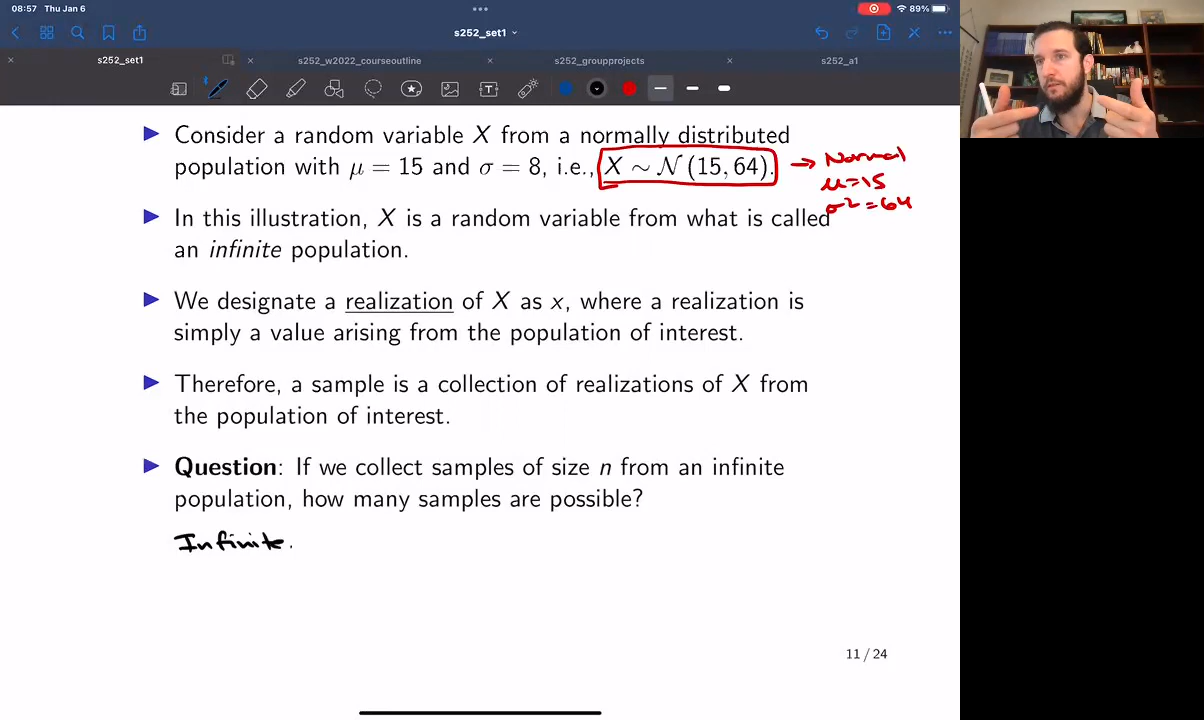 08:57 Thu Jan 6
89%
s252_set1
s252_set1
s252_w2022_courseoutline
s252_groupprojects
s252_a1
Consider a random variable X from a normally distributed
population with μ = 15 and σ = 8, i.e., X ∼ N (15, 64).
→ Normal
μ=15
σ²=64
In this illustration, X is a random variable from what is called
an infinite population.
We designate a realization of X as x, where a realization is
simply a value arising from the population of interest.
Therefore, a sample is a collection of realizations of X from
the population of interest.
Question: If we collect samples of size n from an infinite
population, how many samples are possible?
Infinite.
11 / 24